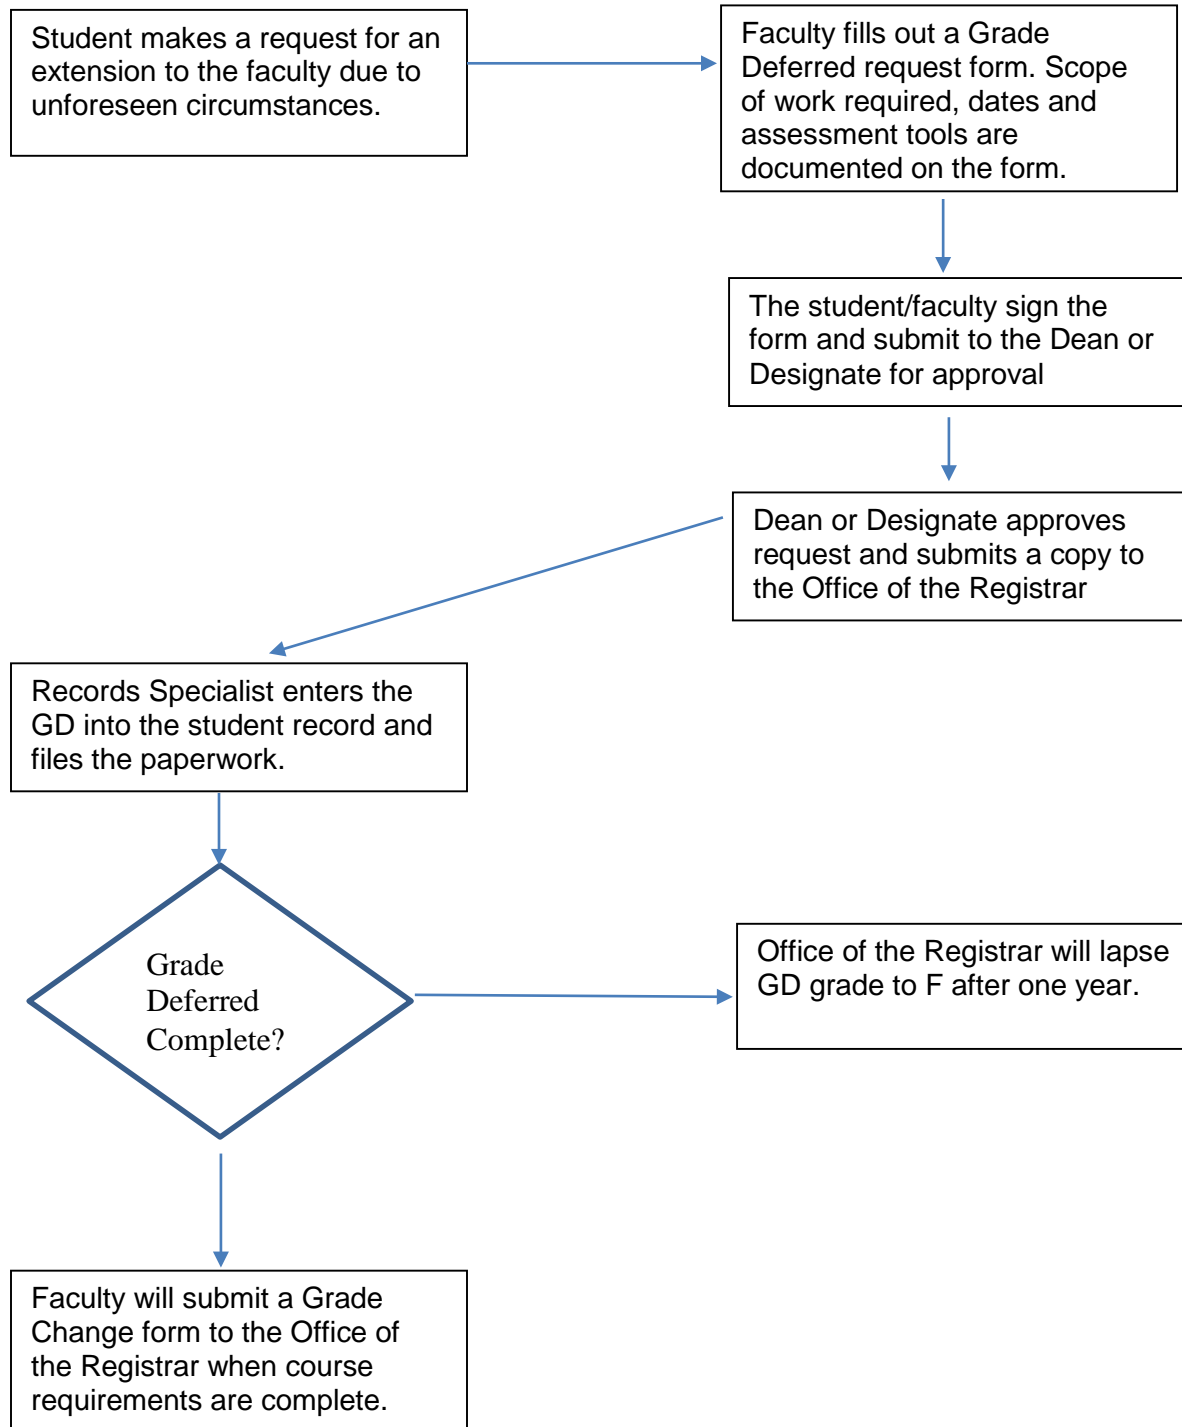 Student makes a request for an
extension to the faculty due to
unforeseen circumstances.
Faculty fills out a Grade
Deferred request form. Scope
of work required, dates and
assessment tools are
documented on the form.
The student/faculty sign the
form and submit to the Dean or
Designate for approval
Dean or Designate approves
request and submits a copy to
the Office of the Registrar
Records Specialist enters the
GD into the student record and
files the paperwork.
Grade
Deferred
Complete?
Office of the Registrar will lapse
GD grade to F after one year.
Faculty will submit a Grade
Change form to the Office of
the Registrar when course
requirements are complete.